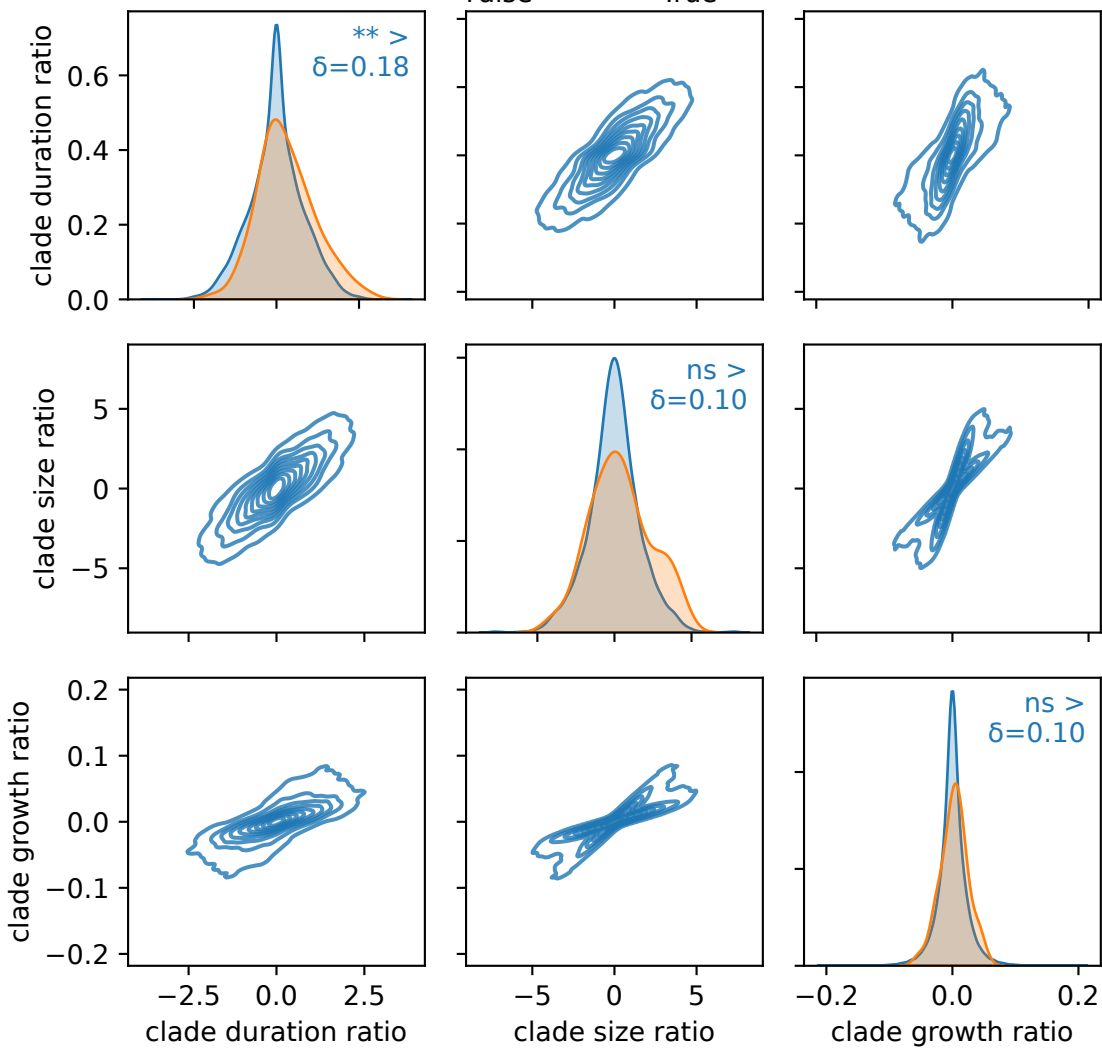 ** >
δ=0.18
clade duration ratio
0.6
0.4
0.2
0.0
ns >
δ=0.10
clade size ratio
5
0
−5
ns >
δ=0.10
clade growth ratio
0.2
0.1
0.0
−0.1
−0.2
−2.5 0.0 2.5
−5 0 5
−0.2 0.0 0.2
clade duration ratio
clade size ratio
clade growth ratio